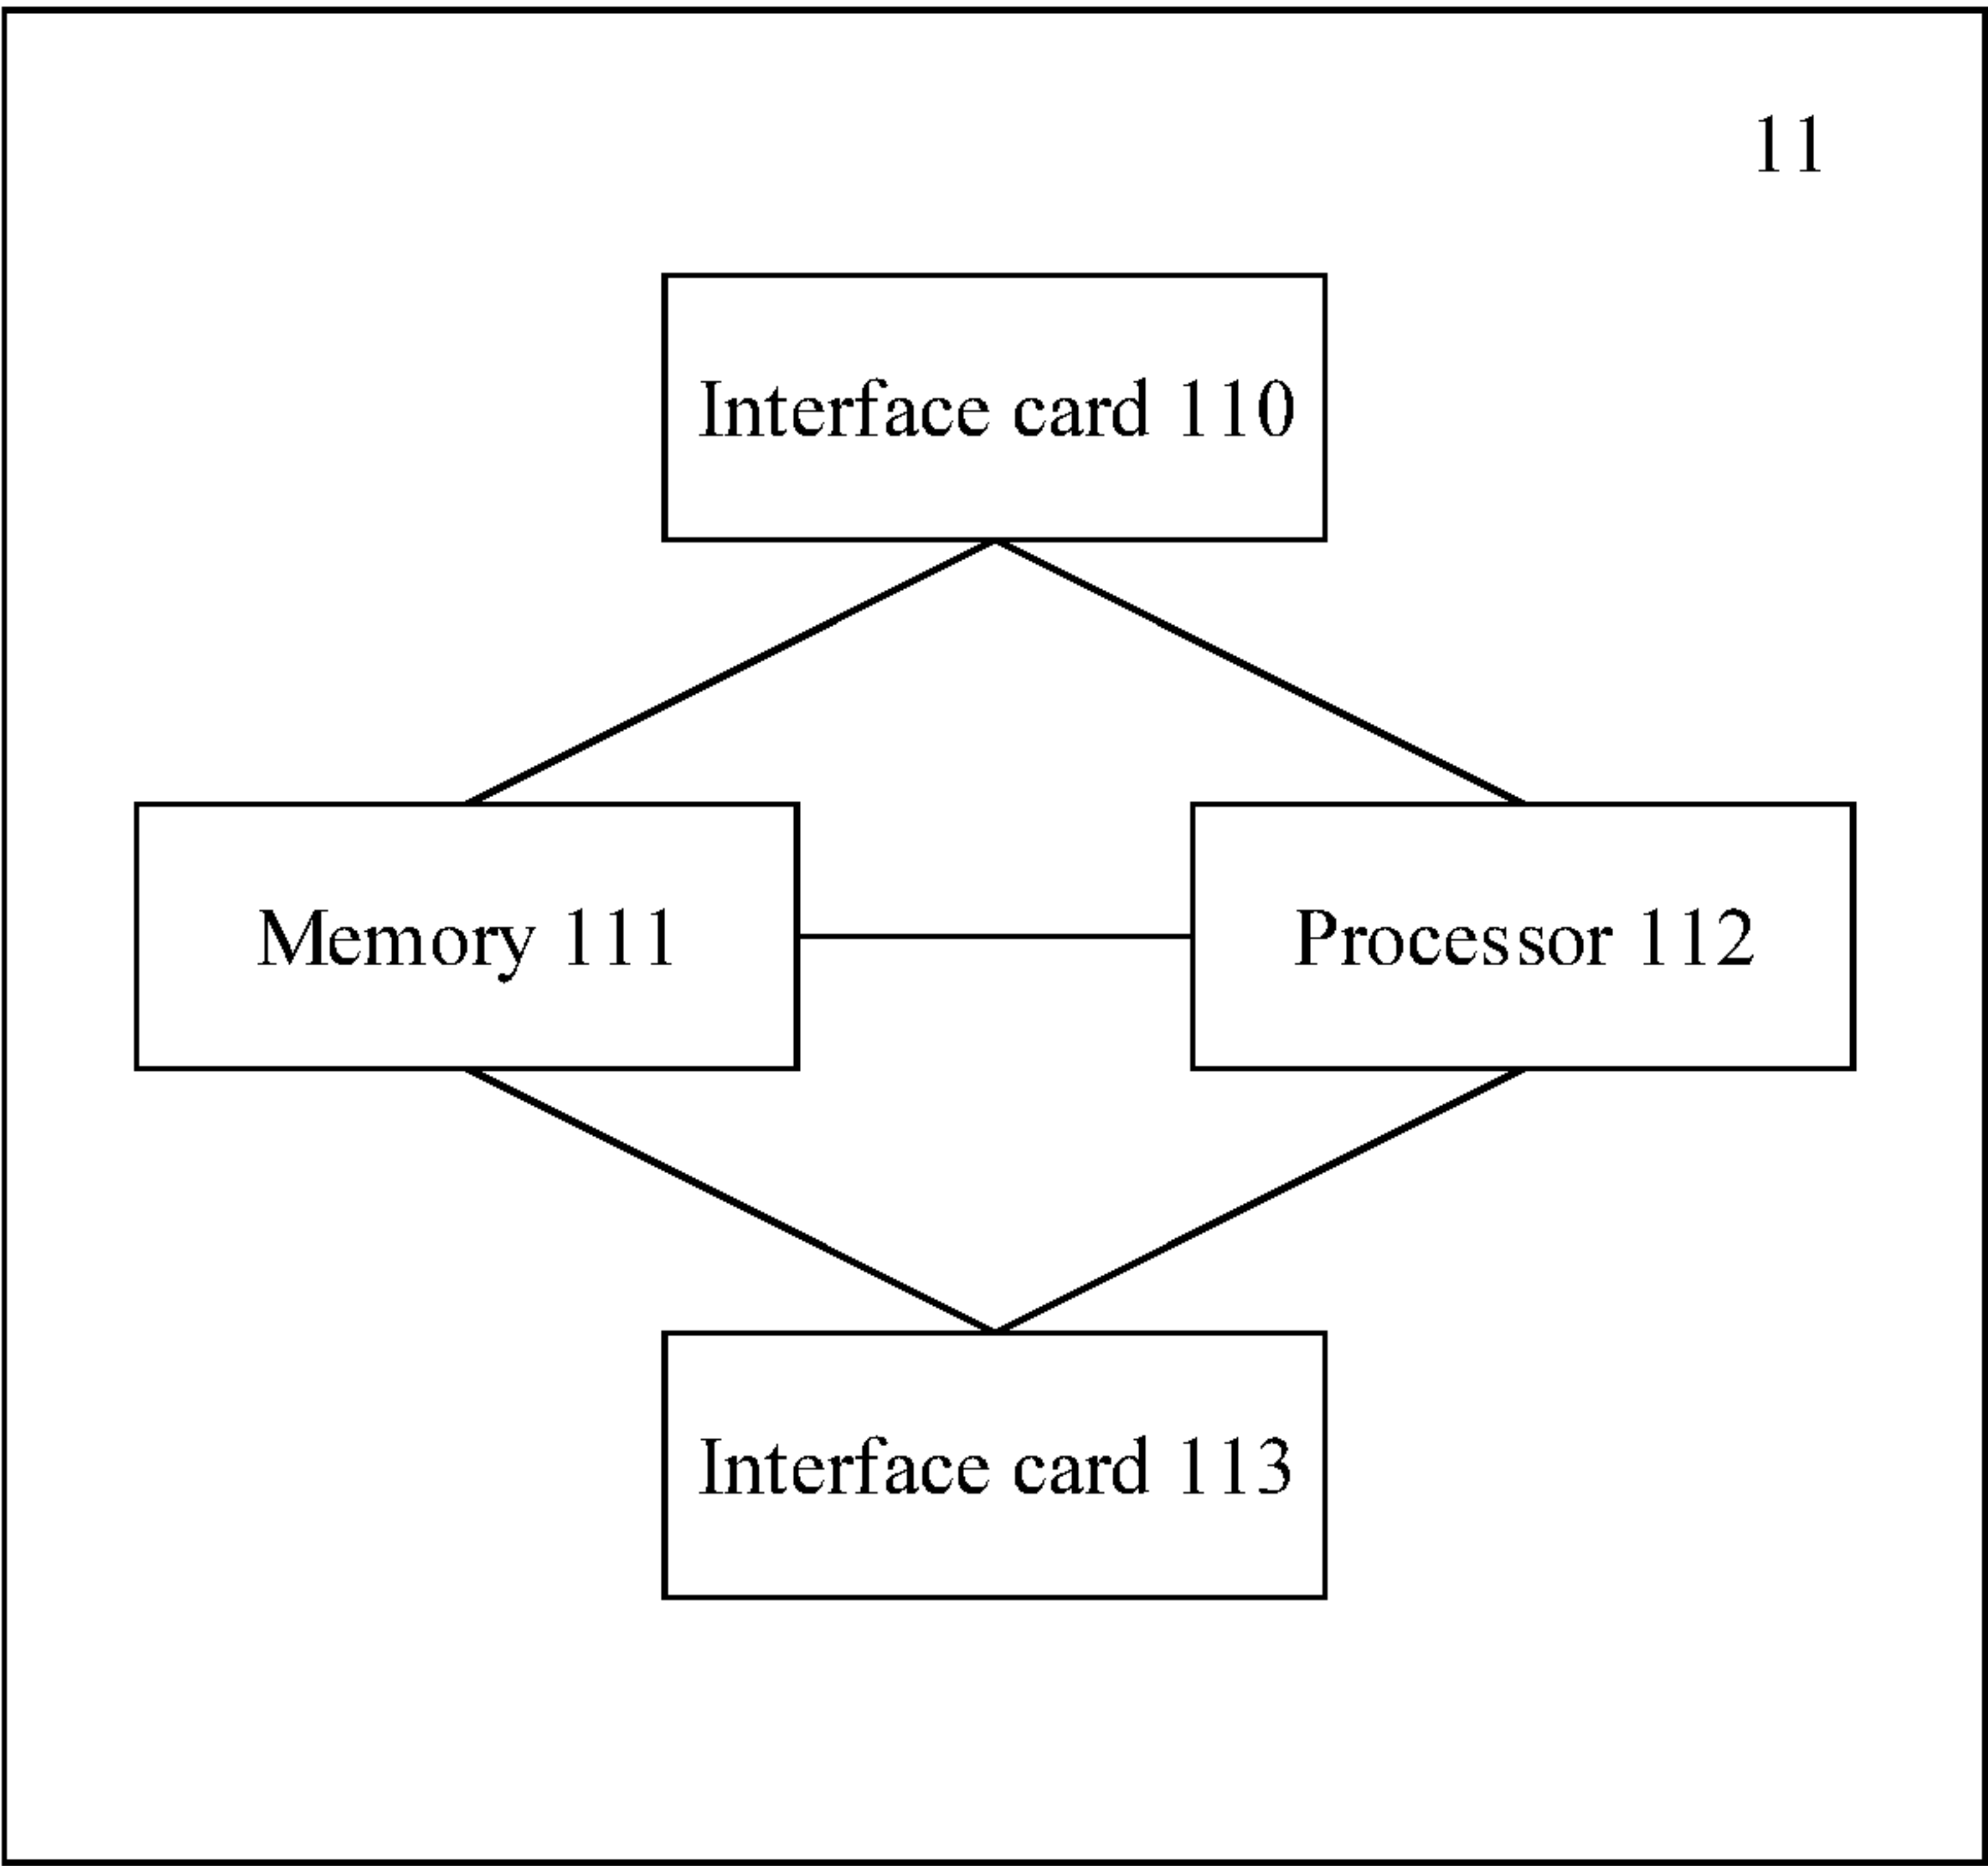 11
Interface card 110
Memory 111
Processor 112
Interface card 113